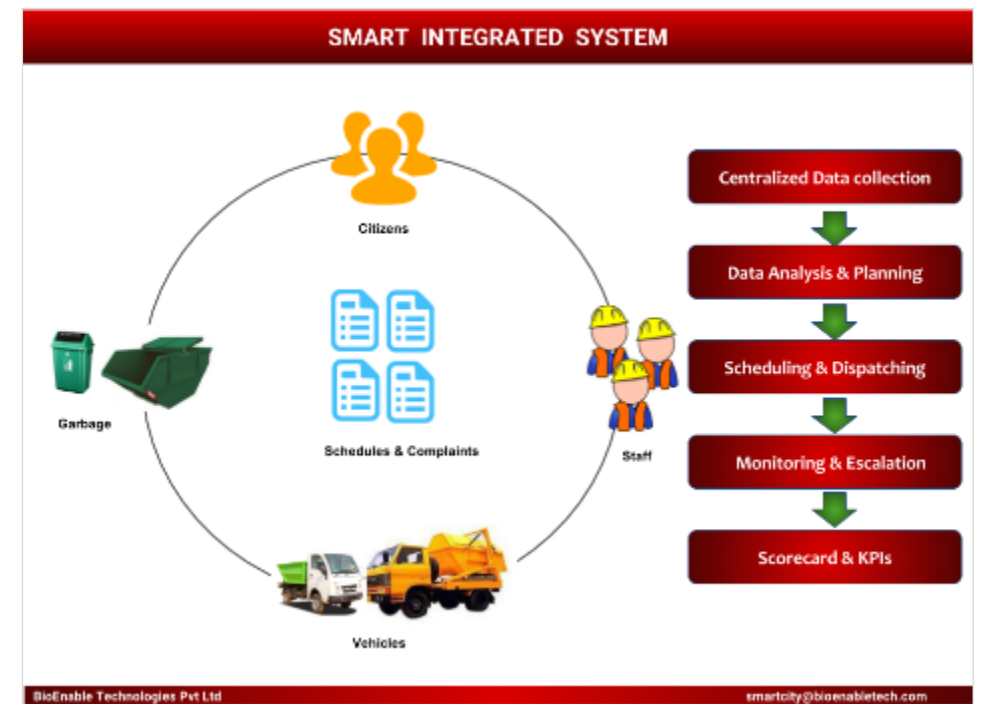 SMART INTEGRATED SYSTEM
Citizens
Garbage
Schedules & Complaints
Staff
Vehicles
Centralized Data collection
Data Analysis & Planning
Scheduling & Dispatching
Monitoring & Escalation
Scorecard & KPIs
BioEnable Technologies Pvt Ltd
smartcity@bioenabletech.com